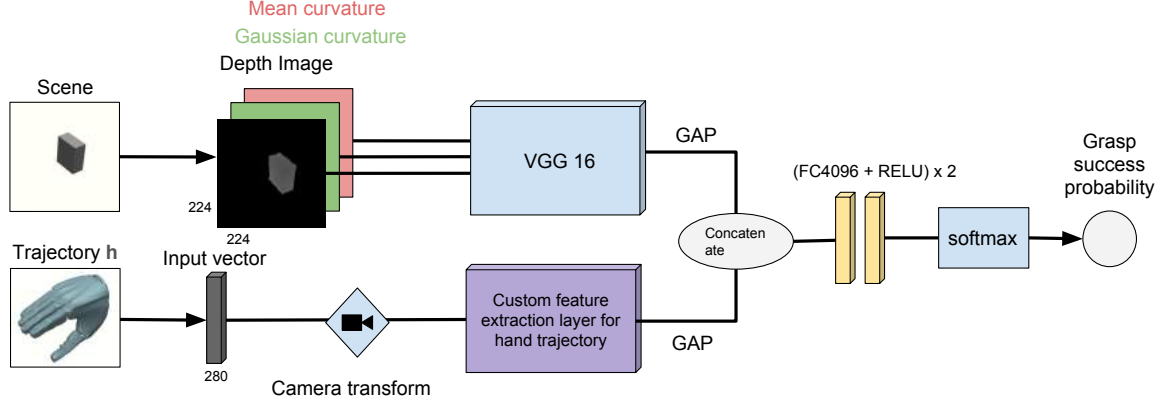 Mean curvature
Gaussian curvature
Depth Image
Scene
224
224
VGG 16
GAP
(FC4096 + RELU) x 2
Grasp
success
probability
Concaten
ate
softmax
Trajectory h
Input vector
280
Camera transform
Custom feature
extraction layer for
hand trajectory
GAP